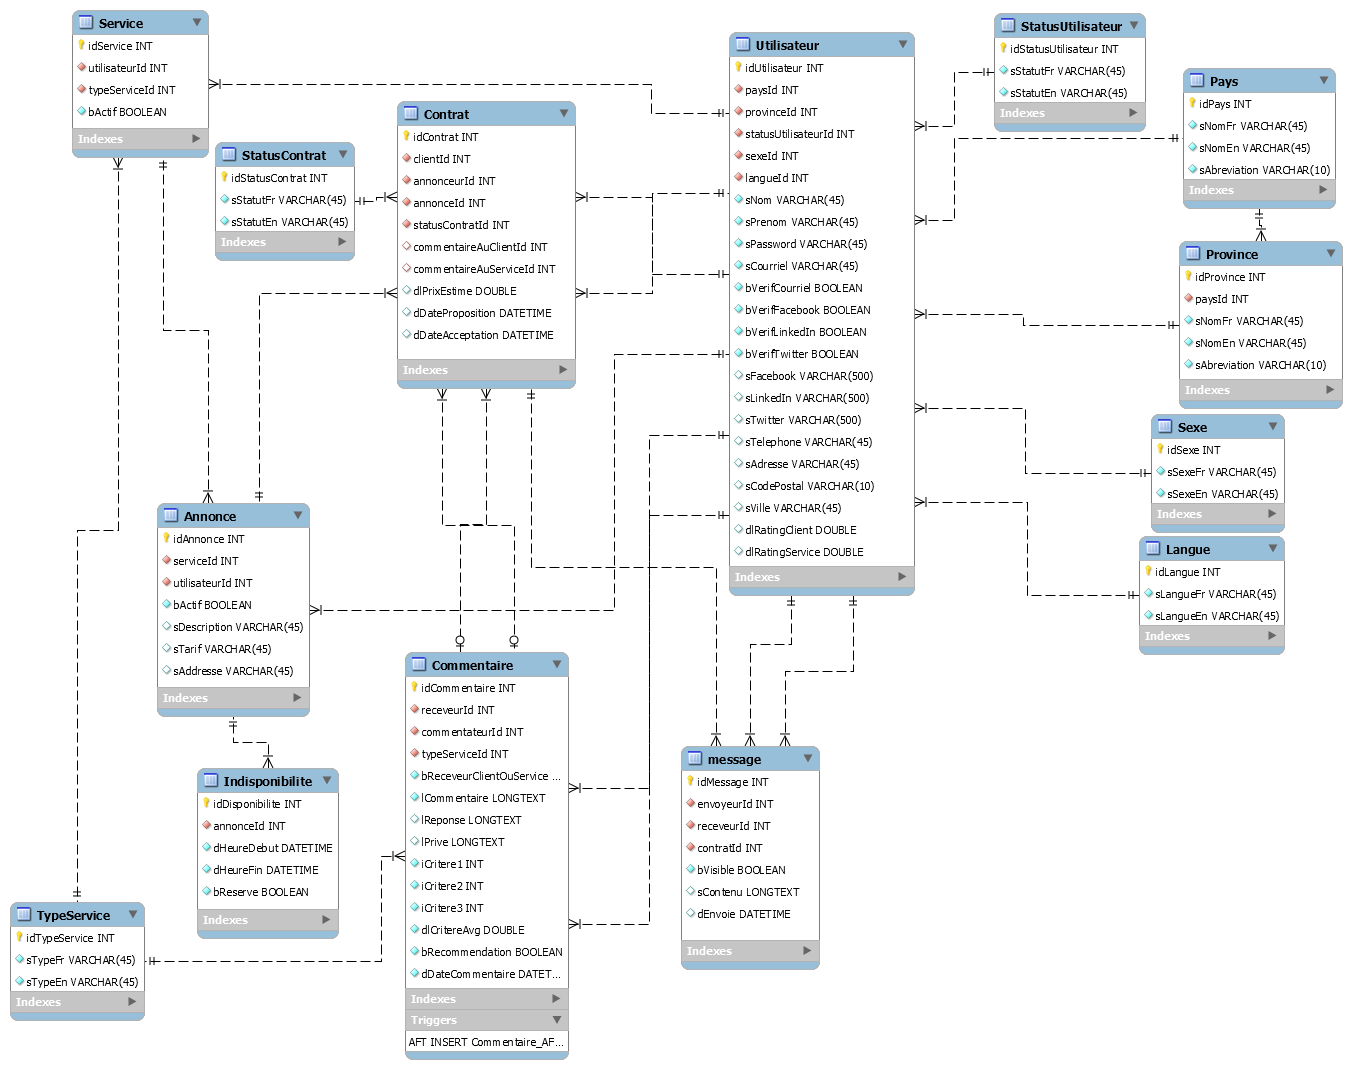 Service
idService INT
utilisateurId INT
typeServiceId INT
bActif BOOLEAN
Indexes
StatusContrat
idStatusContrat INT
sStatutFr VARCHAR(45)
sStatutEn VARCHAR(45)
Indexes
Contrat
idContrat INT
clientId INT
annonceurId INT
annonceId INT
statusContratId INT
commentaireAuClientId INT
commentaireAuServiceId INT
dlPrixEstime DOUBLE
dDateProposition DATETIME
dDateAcceptation DATETIME
Indexes
Utilisateur
idUtilisateur INT
paysId INT
provinceId INT
statusUtilisateurId INT
sexeId INT
langueId INT
sNom VARCHAR(45)
sPrenom VARCHAR(45)
sPassword VARCHAR(45)
sCourriel VARCHAR(45)
bVerifCourriel BOOLEAN
bVerifFacebook BOOLEAN
bVerifLinkedIn BOOLEAN
bVerifTwitter BOOLEAN
sFacebook VARCHAR(500)
sLinkedIn VARCHAR(500)
sTwitter VARCHAR(500)
sTelephone VARCHAR(45)
sAdresse VARCHAR(45)
sCodePostal VARCHAR(10)
sVille VARCHAR(45)
dlRatingClient DOUBLE
dlRatingService DOUBLE
Indexes
StatusUtilisateur
idStatusUtilisateur INT
sStatutFr VARCHAR(45)
sStatutEn VARCHAR(45)
Indexes
Pays
idPays INT
sNomFr VARCHAR(45)
sNomEn VARCHAR(45)
sAbreviation VARCHAR(10)
Indexes
Province
idProvince INT
paysId INT
sNomFr VARCHAR(45)
sNomEn VARCHAR(45)
sAbreviation VARCHAR(10)
Indexes
Sexe
idSexe INT
sSexeFr VARCHAR(45)
sSexeEn VARCHAR(45)
Indexes
Langue
idLangue INT
sLangueFr VARCHAR(45)
sLangueEn VARCHAR(45)
Indexes
Annonce
idAnnonce INT
serviceId INT
utilisateurId INT
bActif BOOLEAN
sDescription VARCHAR(45)
sTarif VARCHAR(45)
sAddresse VARCHAR(45)
Indexes
Indisponibilite
idDisponibilite INT
annonceId INT
dHeureDebut DATETIME
dHeureFin DATETIME
bReserve BOOLEAN
Indexes
TypeService
idTypeService INT
sTypeFr VARCHAR(45)
sTypeEn VARCHAR(45)
Indexes
Commentaire
idCommentaire INT
receveurId INT
commentateurId INT
typeServiceId INT
bReceveurClientOuService ...
lCommentaire LONGTEXT
lReponse LONGTEXT
lPrive LONGTEXT
iCritere1 INT
iCritere2 INT
iCritere3 INT
dlCritereAvg DOUBLE
bRecommendation BOOLEAN
dDateCommentaire DATET...
Indexes
Triggers
AFT INSERT Commentaire_AF...
message
idMessage INT
envoyeurId INT
receveurId INT
contratId INT
bVisible BOOLEAN
sContenu LONGTEXT
dEnvoie DATETIME
Indexes